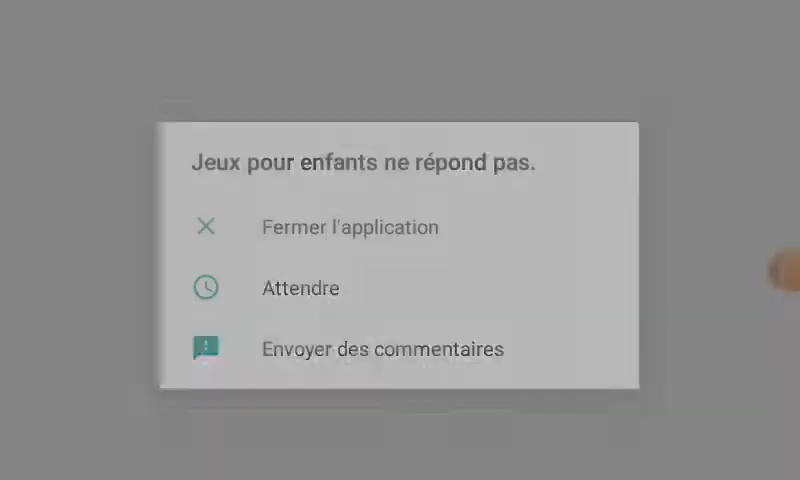 Jeux pour enfants ne répond pas.
Fermer l'application
Attendre
Envoyer des commentaires